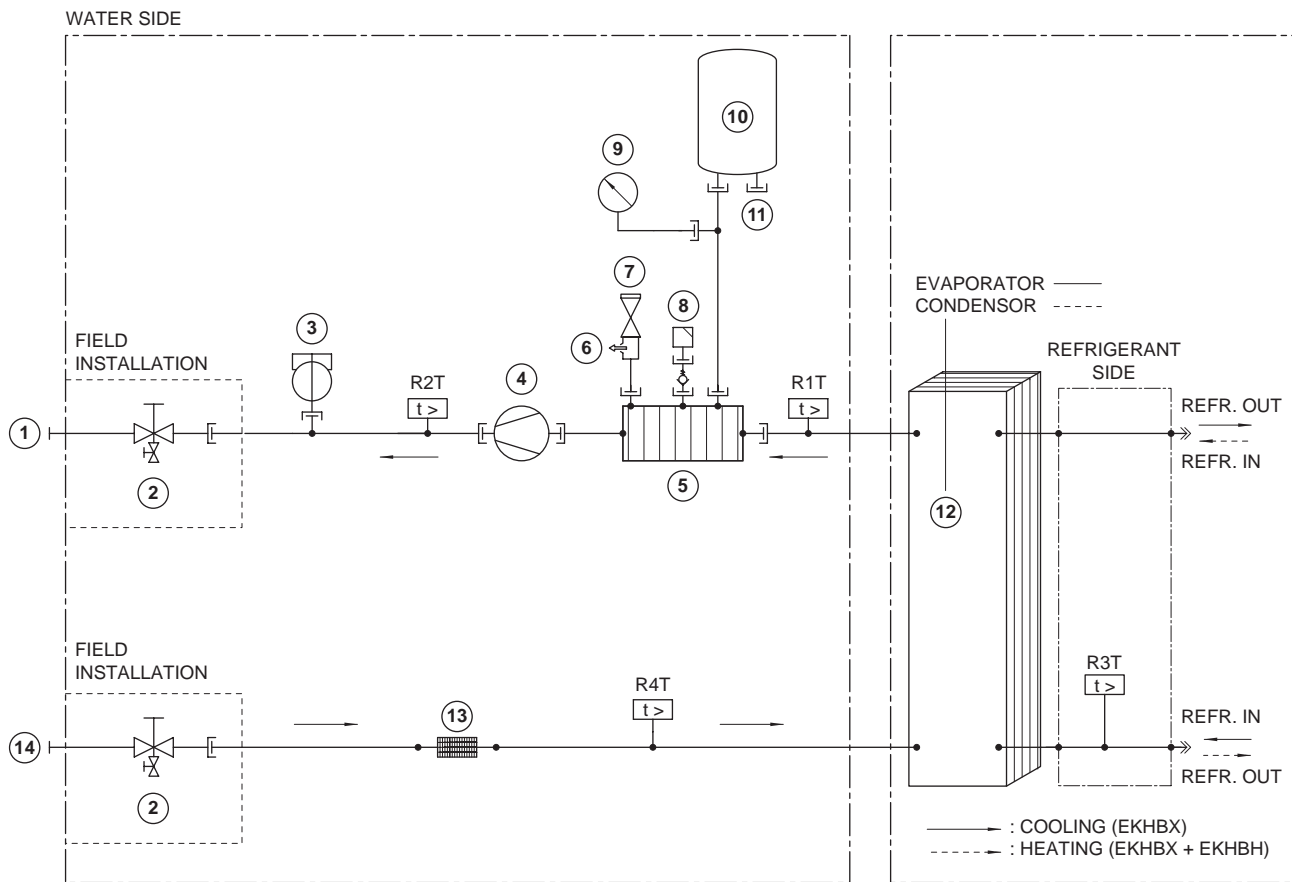 WATER SIDE
10
9
11
7
8
EVAPORATOR
CONDENSOR
3
FIELD
INSTALLATION
6
4
REFRIGERANT
SIDE
R2T
t >
R1T
t >
REFR. OUT
1
REFR. IN
2
5
12
FIELD
INSTALLATION
R4T
t >
R3T
t >
13
REFR. IN
14
REFR. OUT
2
: COOLING (EKHBX)
: HEATING (EKHBX + EKHBH)